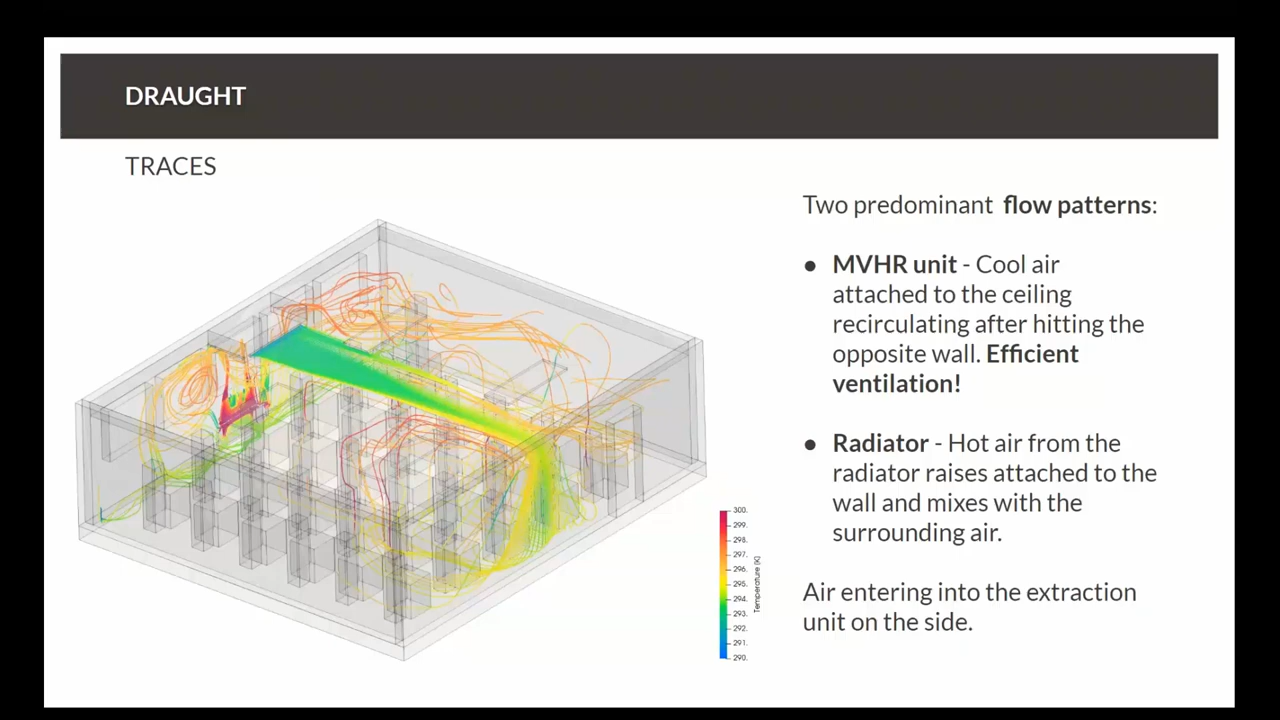 DRAUGHT
TRACES
Two predominant flow patterns:
● MVHR unit - Cool air
attached to the ceiling
recirculating after hitting the
opposite wall. Efficient
ventilation!
● Radiator - Hot air from the
radiator raises attached to the
wall and mixes with the
surrounding air.
Air entering into the extraction
unit on the side.
300.
299.
298.
297.
296.
295.
294.
293.
292.
291.
290.
Temperature [K]